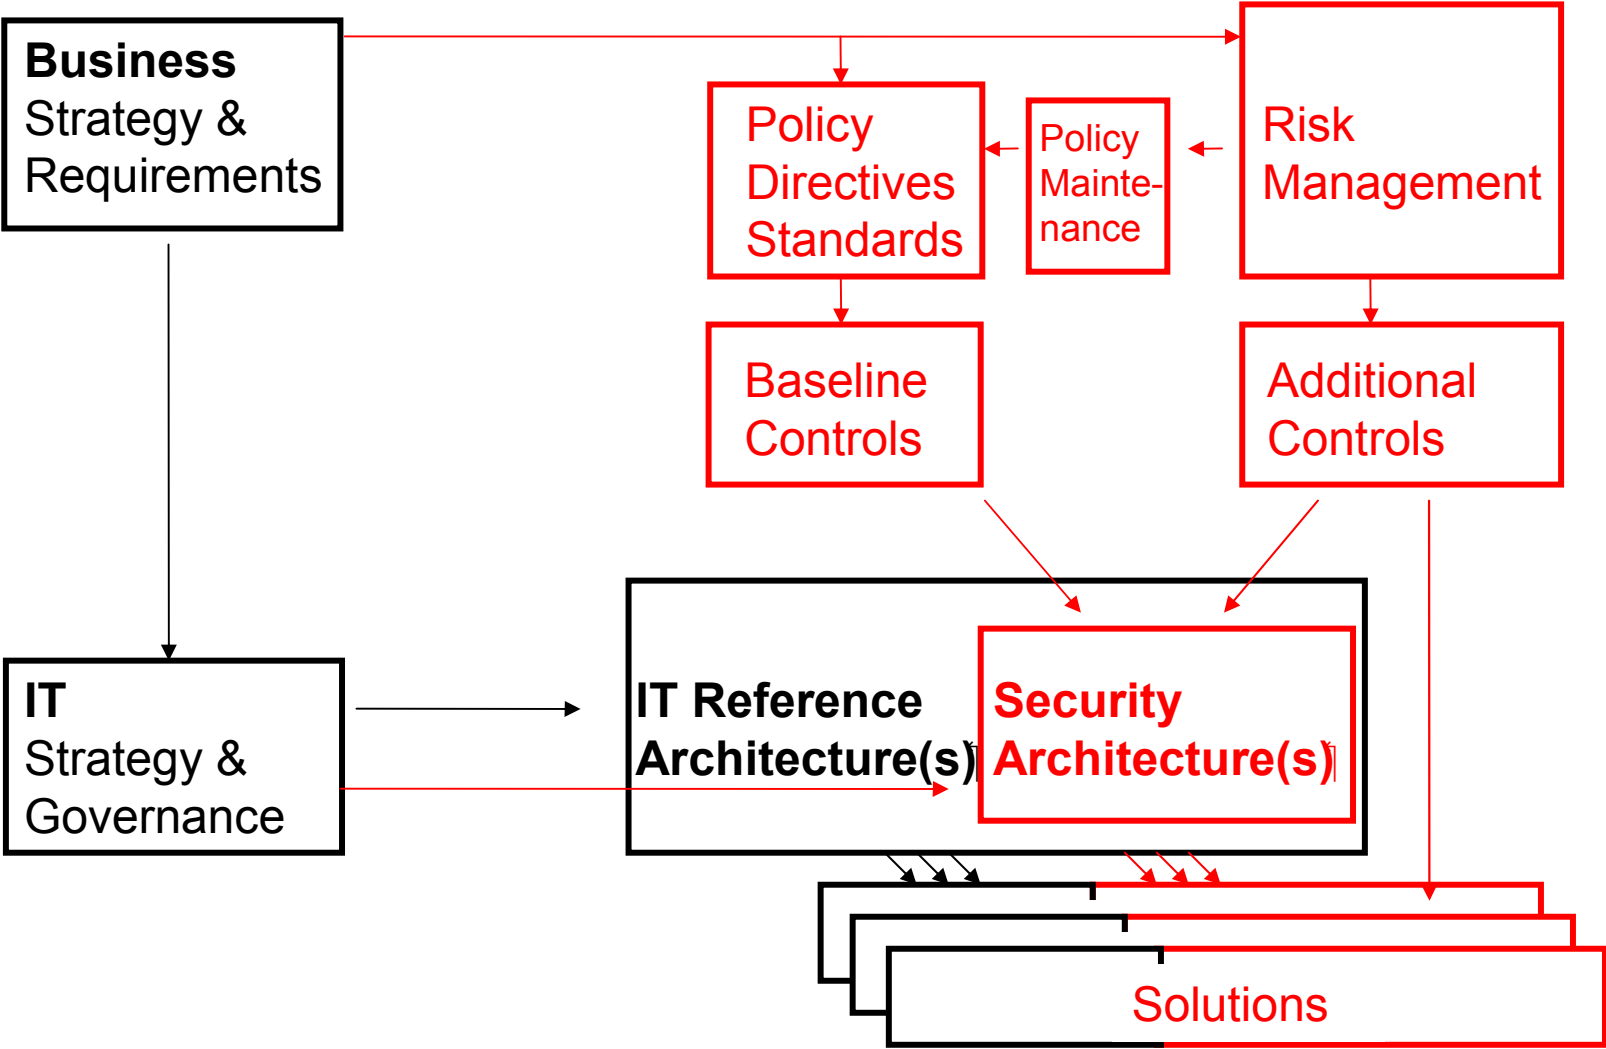 Business
Strategy &
Requirements
Policy
Directives
Standards
Policy
Mainte-
nance
Risk
Management
Baseline
Controls
Additional
Controls
IT
Strategy &
Governance
IT Reference
Architecture(s)
Security
Architecture(s)
Solutions